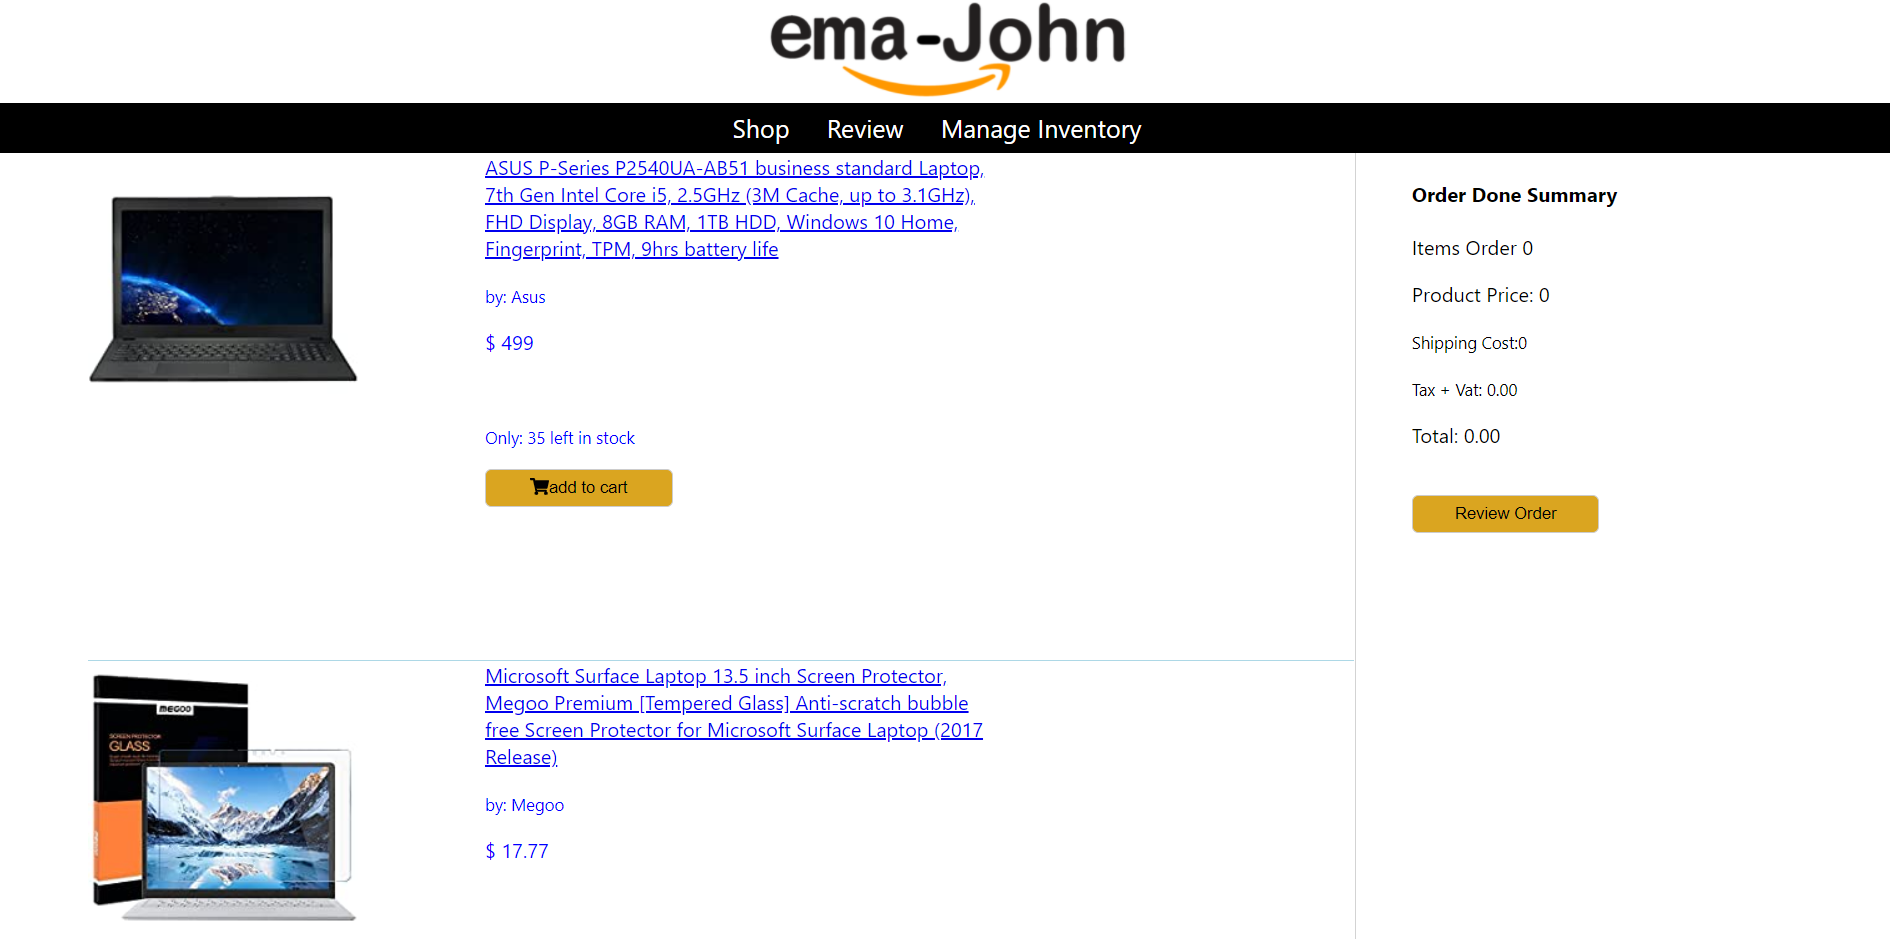 ema-John
Shop Review Manage Inventory
ASUS P-Series P2540UA-AB51 business standard Laptop,
7th Gen Intel Core i5, 2.5GHz (3M Cache, up to 3.1GHz),
FHD Display, 8GB RAM, 1TB HDD, Windows 10 Home,
Fingerprint, TPM, 9hrs battery life
by: Asus
$ 499
Only: 35 left in stock
add to cart
Microsoft Surface Laptop 13.5 inch Screen Protector,
Megoo Premium [Tempered Glass] Anti-scratch bubble
free Screen Protector for Microsoft Surface Laptop (2017
Release)
by: Megoo
$ 17.77
MEGOO
SCREEN PROTECTOR
GLASS
Order Done Summary
Items Order 0
Product Price: 0
Shipping Cost:0
Tax + Vat: 0.00
Total: 0.00
Review Order